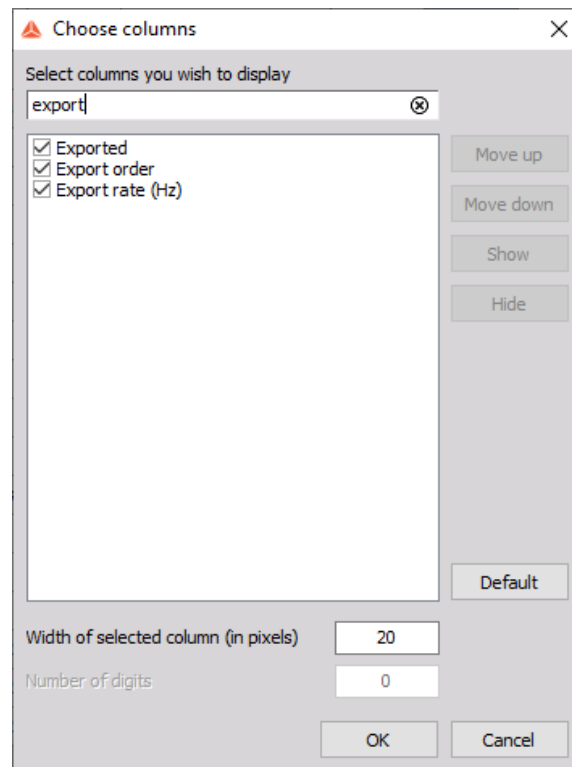 Choose columns
Select columns you wish to display
export
Exported
Export order
Export rate (Hz)
Move up
Move down
Show
Hide
Default
Width of selected column (in pixels) 20
Number of digits 0
OK Cancel